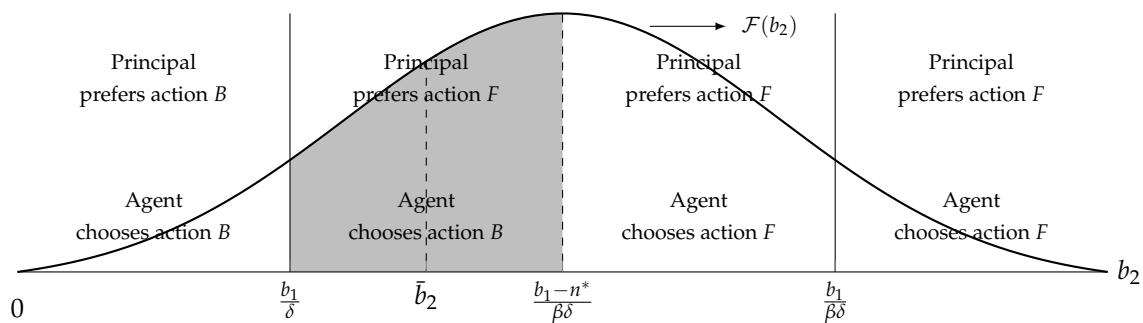 𝓕(b₂)
Principal
prefers action B
Principal
prefers action F
Principal
prefers action F
Principal
prefers action F
Agent
chooses action B
Agent
chooses action B
Agent
chooses action F
Agent
chooses action F
0
b₁/δ
b̄₂
(b₁−n*)/βδ
b₁/βδ
b₂